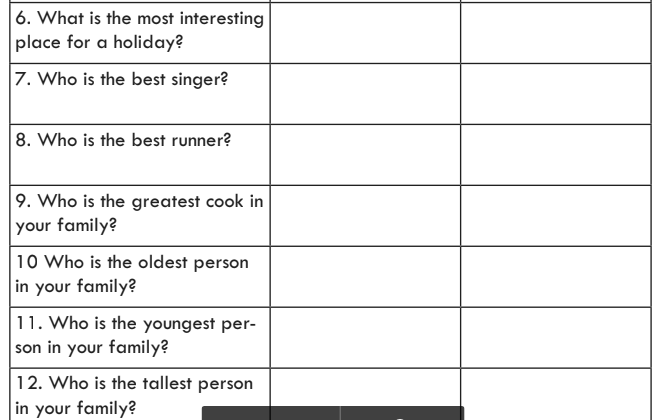 6. What is the most interesting
place for a holiday?
7. Who is the best singer?
8. Who is the best runner?
9. Who is the greatest cook in
your family?
10 Who is the oldest person
in your family?
11. Who is the youngest per-
son in your family?
12. Who is the tallest person
in your family?